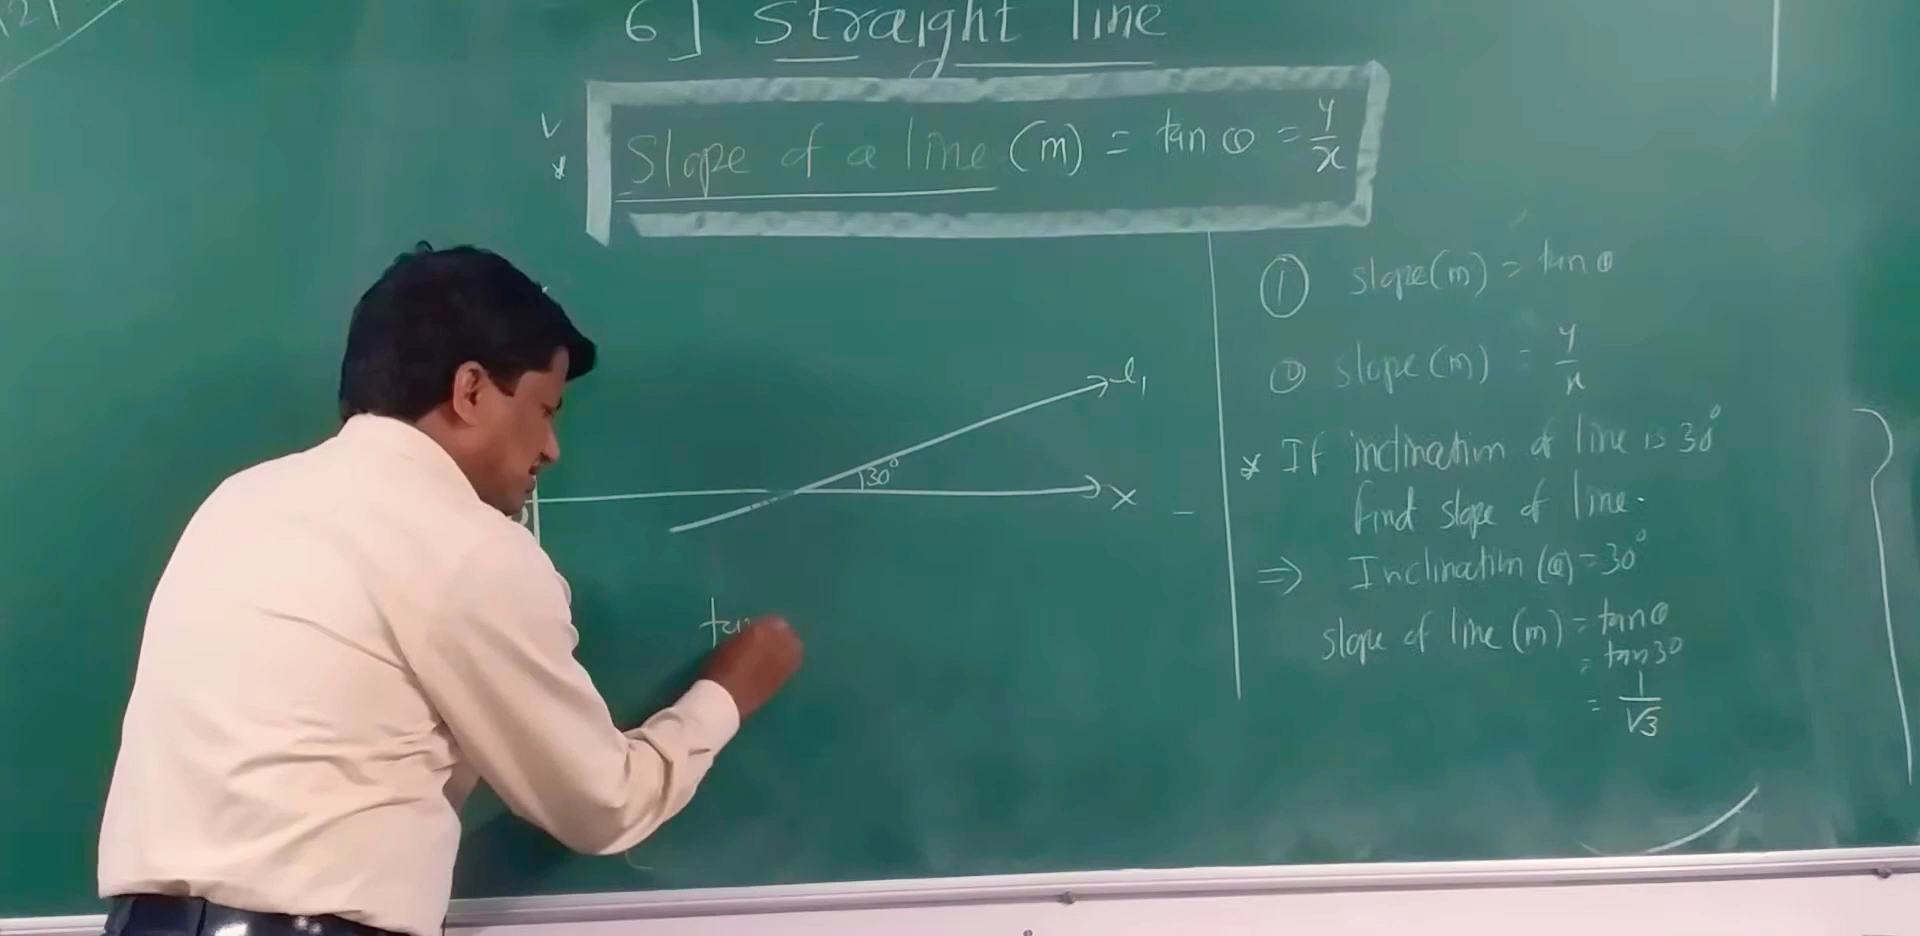 6] Straight line
Slope of a line (m) = tan θ = y/x
l₁
30°
X
tan
① slope(m) = tan θ
② slope(m) = y/x
* If inclination of line is 30°
find slope of line.
⇒ Inclination (θ) = 30°
slope of line (m) = tan θ
= tan 30
= 1/√3